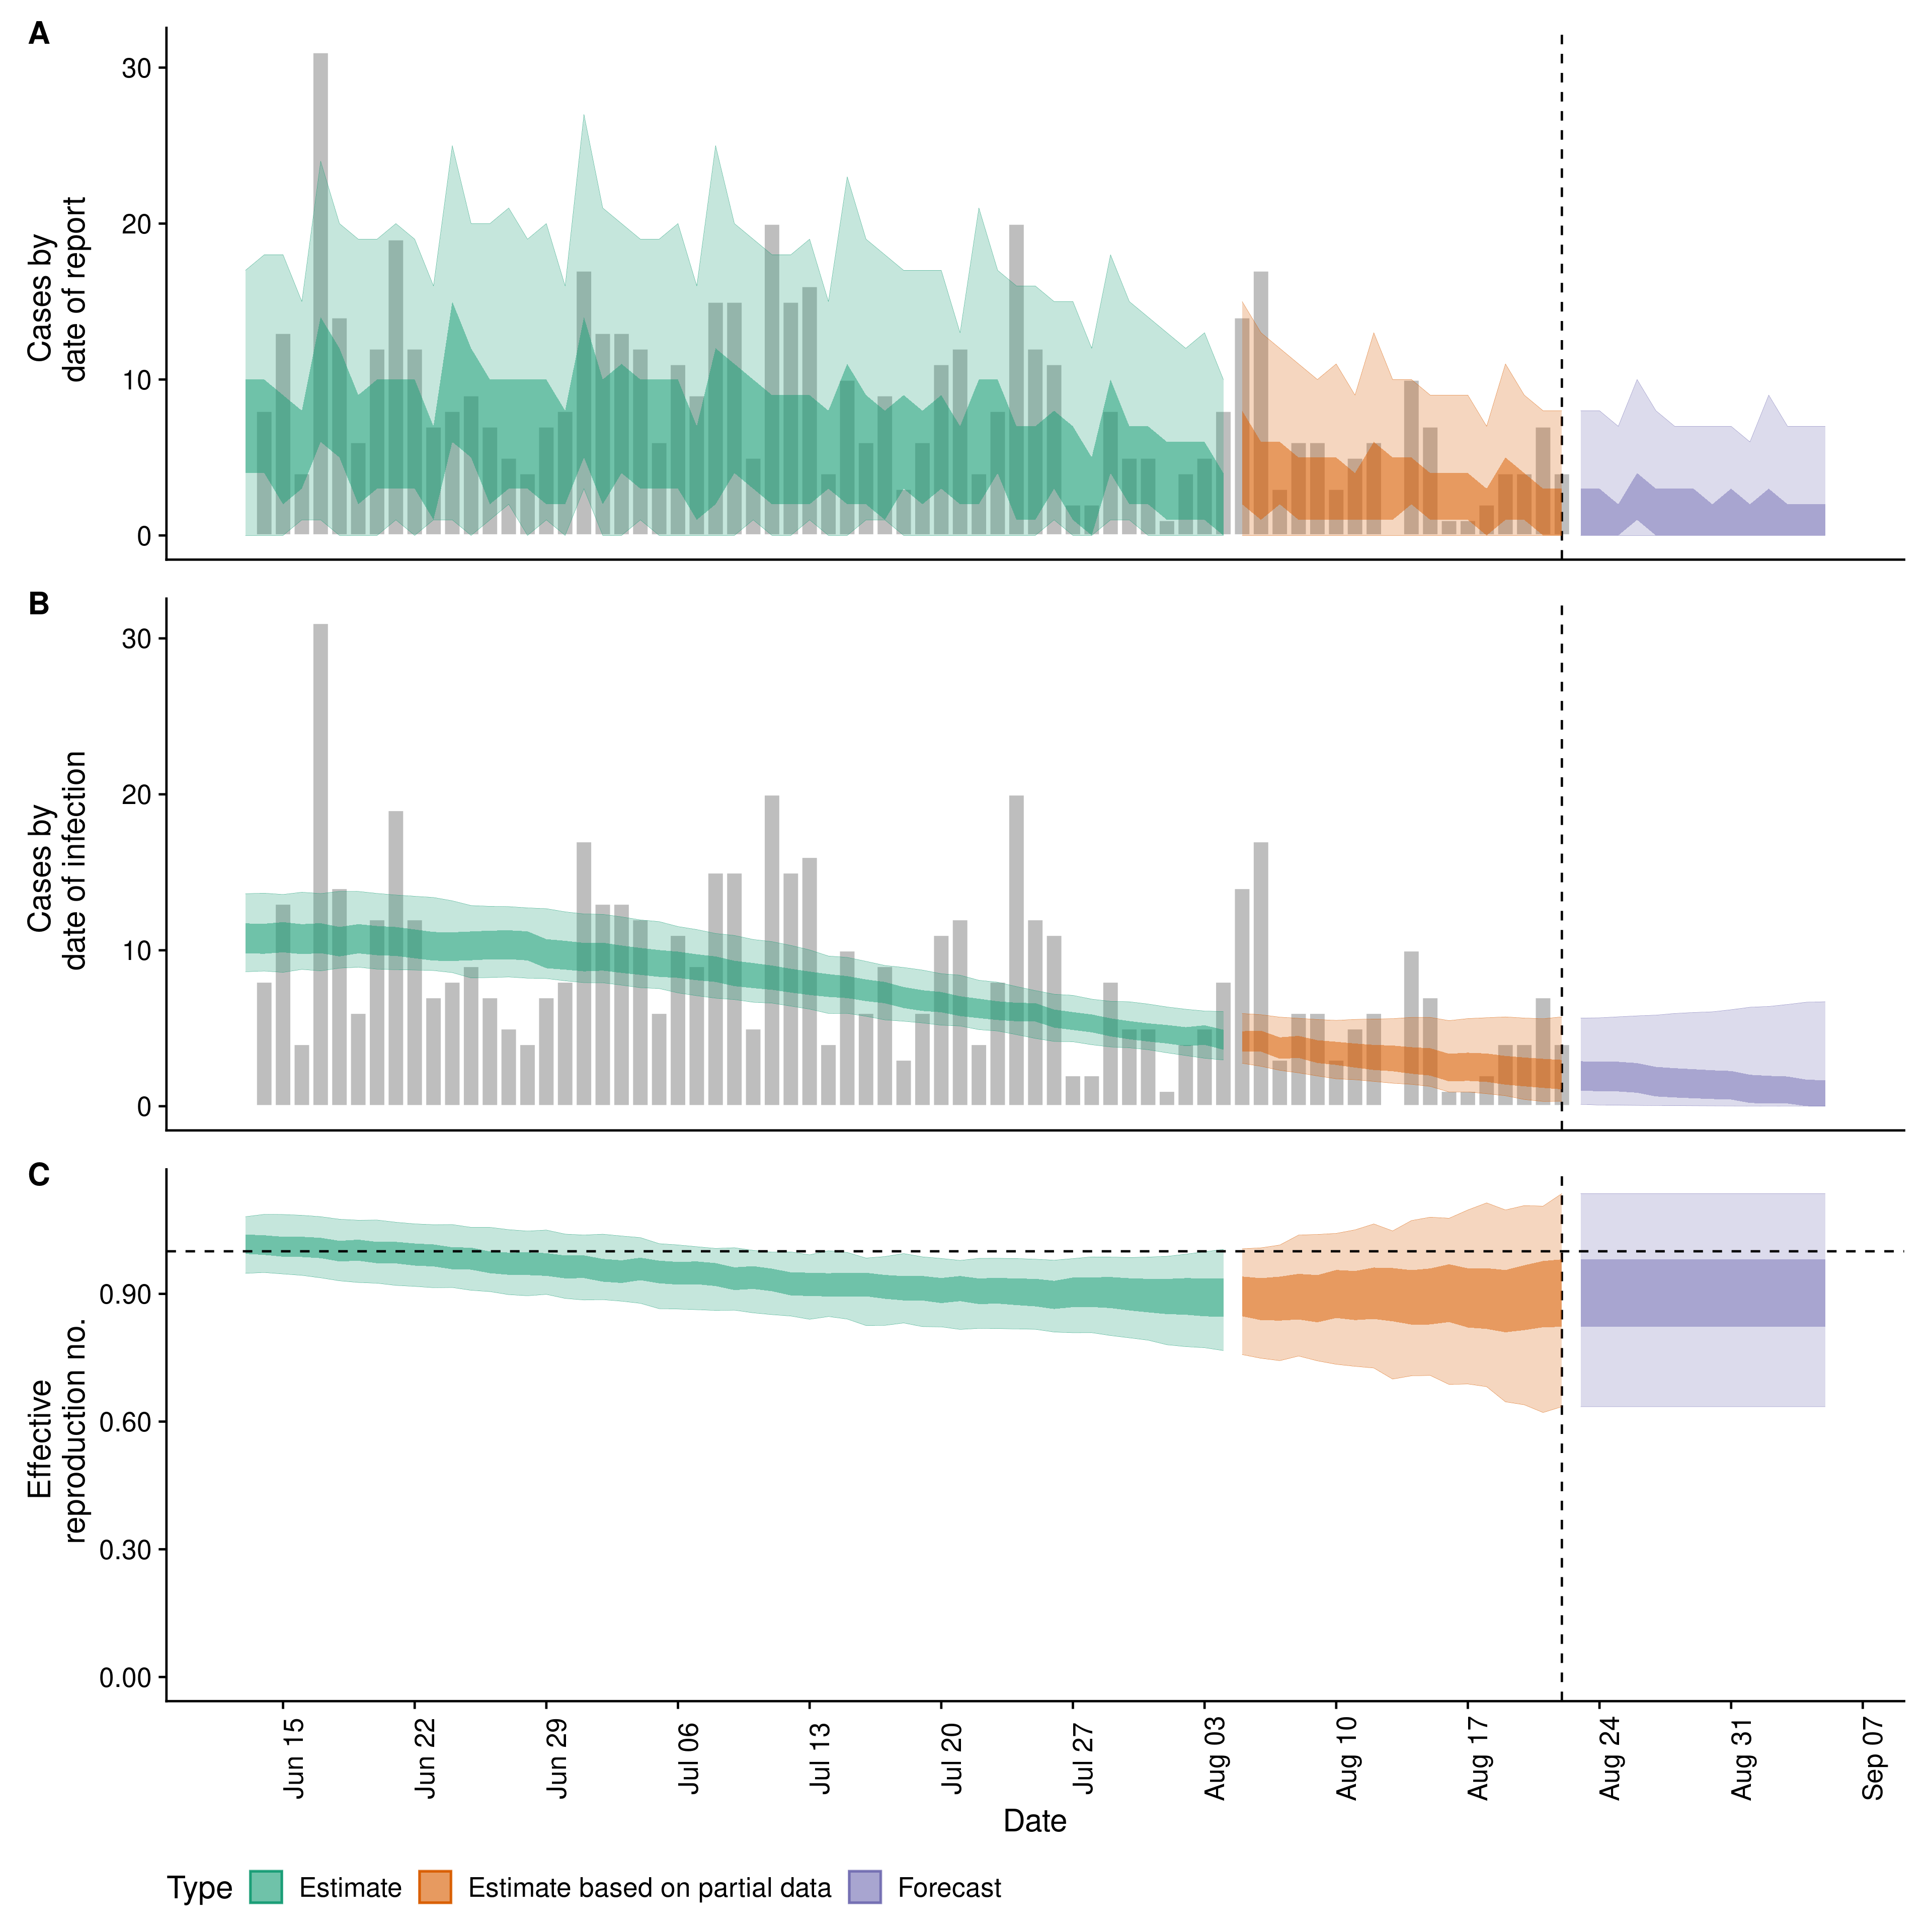 A
30
20
10
0
Cases by
date of report
B
30
20
10
0
Cases by
date of infection
C
0.90
0.60
0.30
0.00
Effective
reproduction no.
Jun 15
Jun 22
Jun 29
Jul 06
Jul 13
Jul 20
Jul 27
Aug 03
Aug 10
Aug 17
Aug 24
Aug 31
Sep 07
Date
Type Estimate Estimate based on partial data Forecast